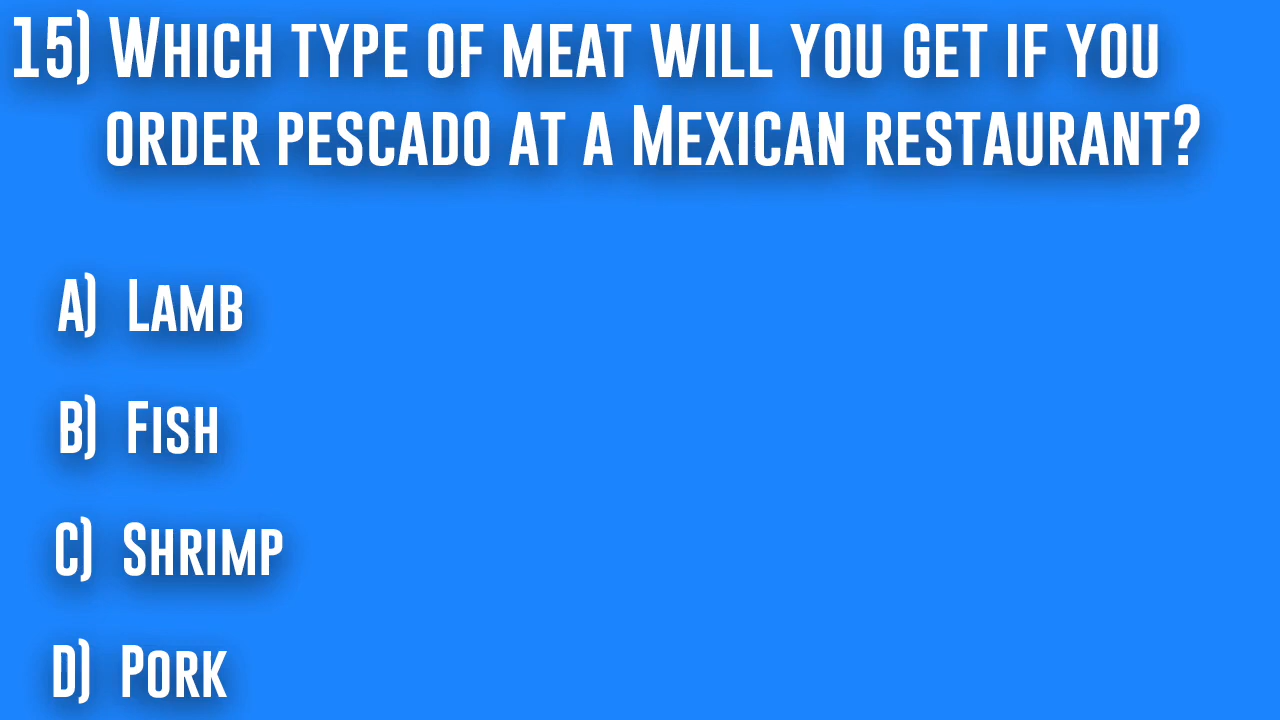 15) Which type of meat will you get if you
order pescado at a Mexican restaurant?
A) Lamb
B) Fish
C) Shrimp
D) Pork